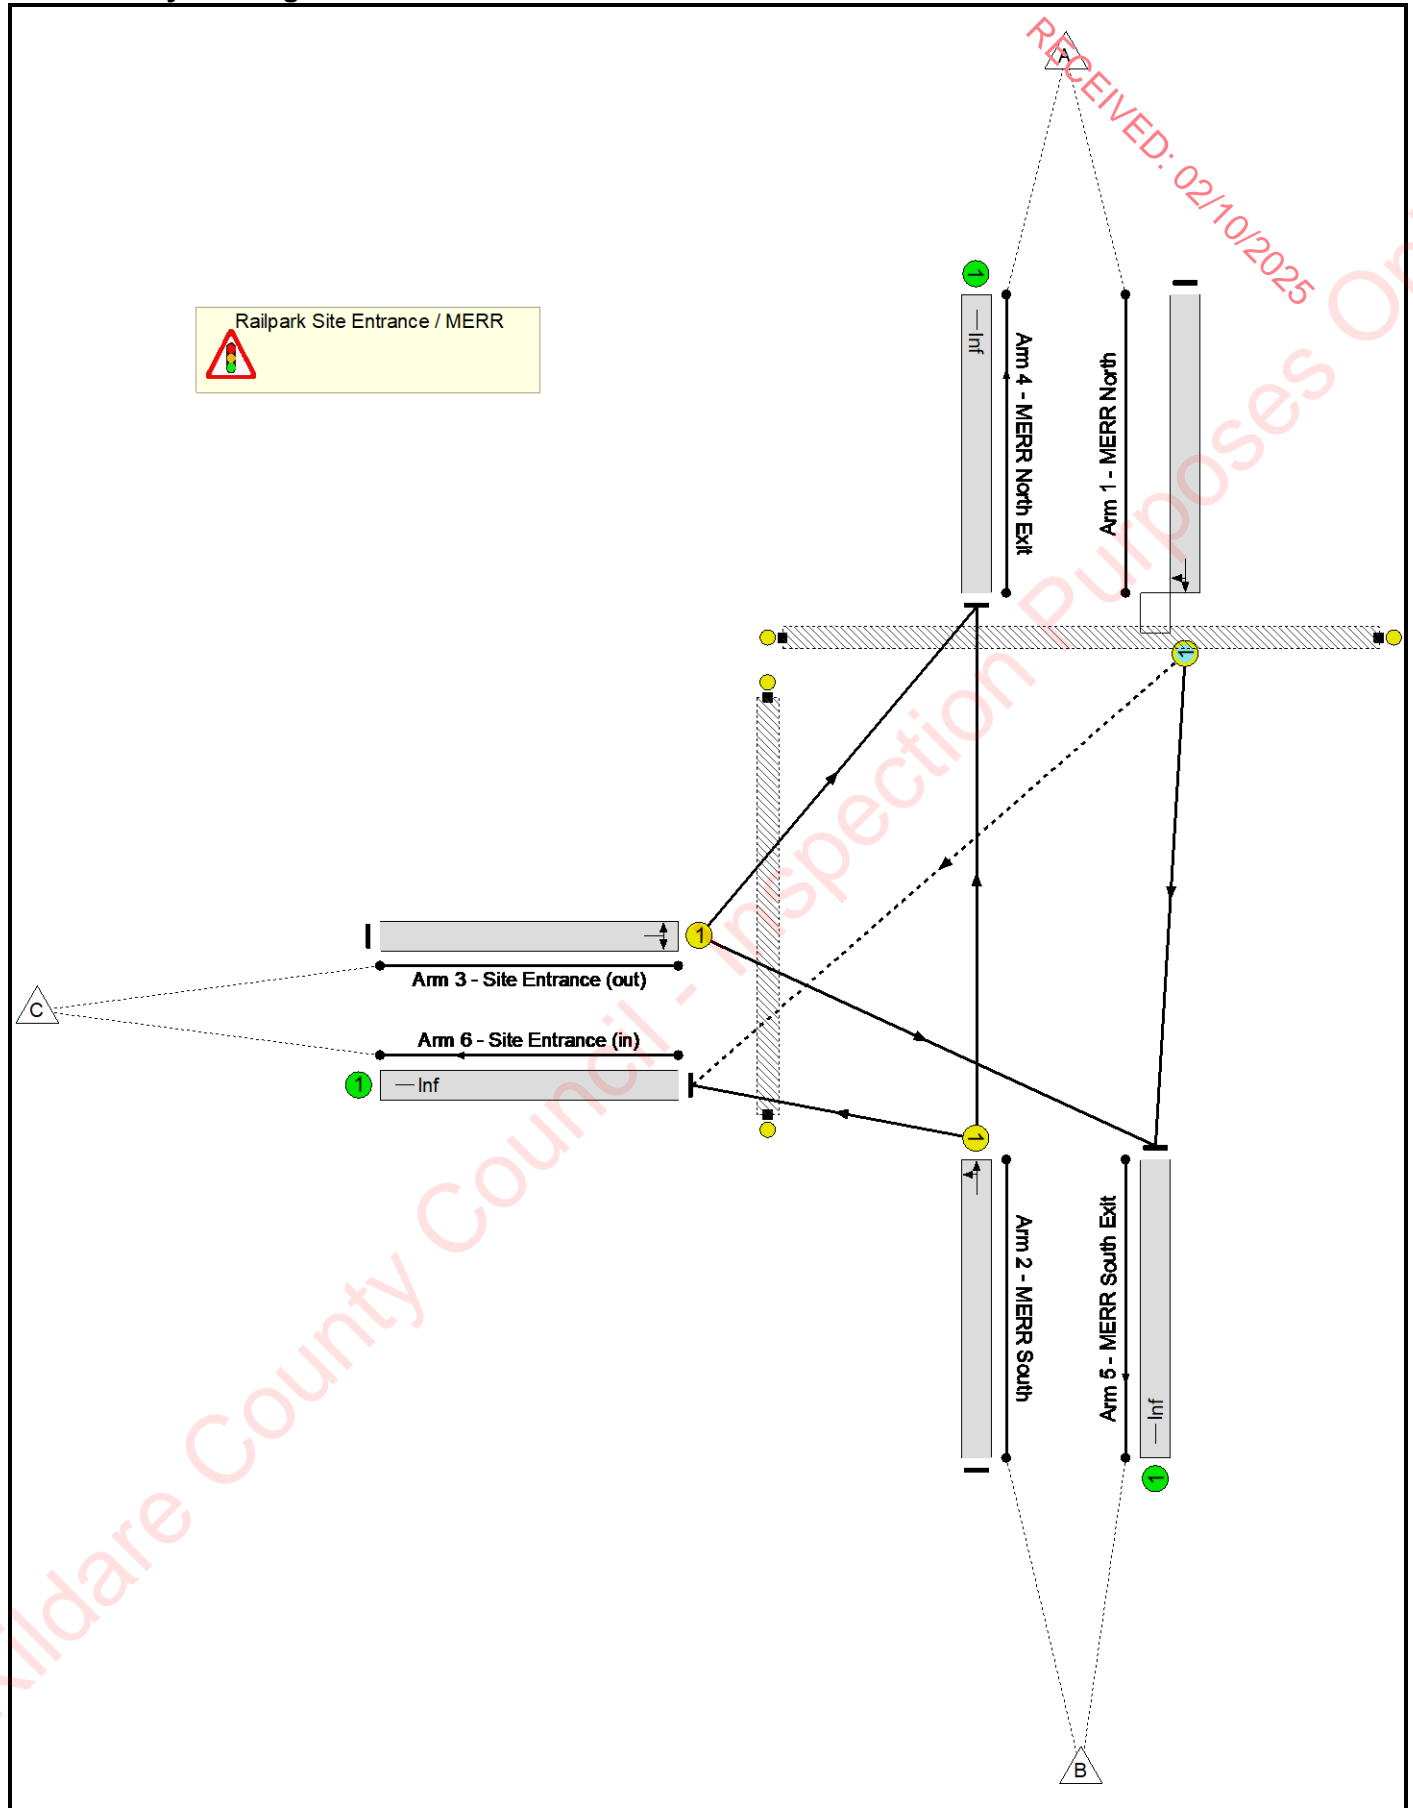 A
RECEIVED: 02/10/2025
Railpark Site Entrance / MERR
1
Inf
Arm 4 - MERR North Exit
Arm 1 - MERR North
1
1
Arm 3 - Site Entrance (out)
C
Arm 6 - Site Entrance (in)
1
Inf
1
Arm 2 - MERR South
Arm 5 - MERR South Exit
Inf
1
B
Kildare County Council - Inspection Purposes